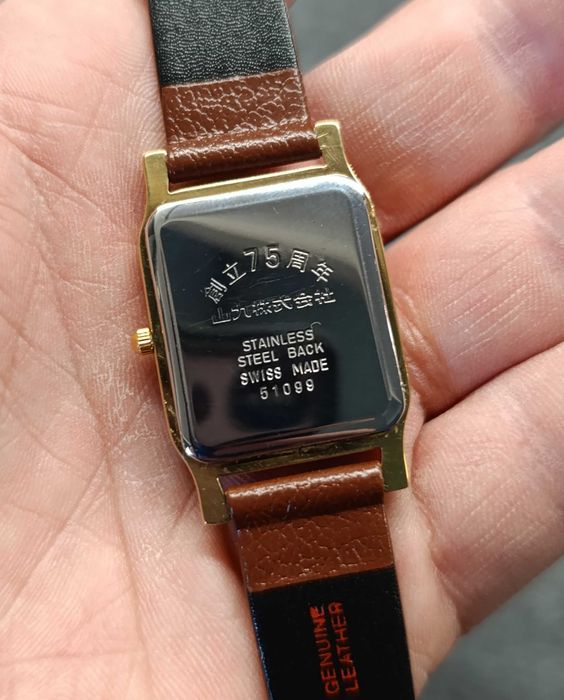 創立75周年
山九株式会社
STAINLESS
STEEL BACK
SWISS MADE
51099
GENUINE
LEATHER